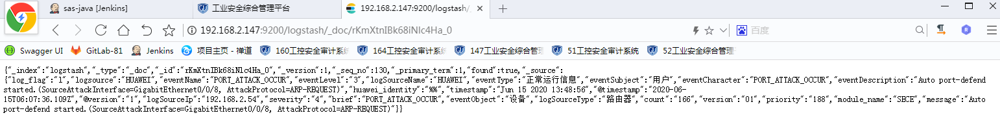 sas-java [Jenkins]
工业安全综合管理平台
192.168.2.147:9200/logstash/_
192.168.2.147:9200/logstash/_doc/rKmXtnIBk68iNlc4Ha_0
百度
Swagger UI
GitLab-81
Jenkins
项目主页 - 禅道
160工控安全审计系统
164工控安全审计系统
147工业安全综合管理
51工控安全审计系统
52工业安全综合管理
{"_index":"logstash","_type":"_doc","_id":"rKmXtnIBk68iNlc4Ha_0","_version":1,"_seq_no":130,"_primary_term":1,"found":true,"_source":
{"log_flag":"l","logsource":"HUAWEI","eventName":"PORT_ATTACK_OCCUR","eventLevel":"3","logSourceName":"HUAWEI","eventType":"正常运行信息","eventSubject":"用户","eventCharacter":"PORT_ATTACK_OCCUR","eventDescription":"Auto port-defend
started.(SourceAttackInterface=GigabitEthernet0/0/8, AttackProtocol=ARP-REQUEST)","huawei_identity":"%%","timestamp":"Jun 15 2020 13:48:56","@timestamp":"2020-06-
15T06:07:36.109Z","@version":"1","logSourceIp":"192.168.2.54","severity":"4","brief":"PORT_ATTACK_OCCUR","eventObject":"设备","logSourceType":"路由器","count":"166","version":"01","priority":"188","module_name":"SECE","message":"Auto
port-defend started.(SourceAttackInterface=GigabitEthernet0/0/8, AttackProtocol=ARP-REQUEST)"}}